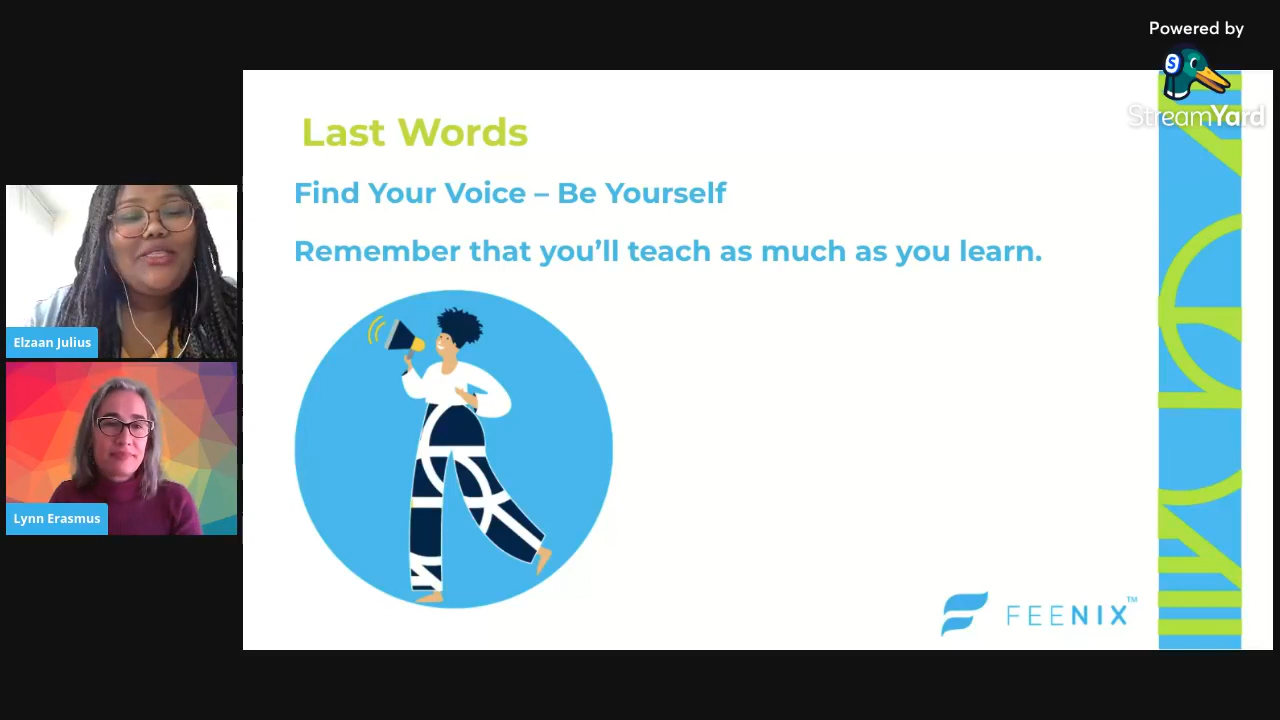 Powered by
S
StreamYard
Last Words
Find Your Voice – Be Yourself
Remember that you’ll teach as much as you learn.
Elzaan Julius
Lynn Erasmus
FEENIX™